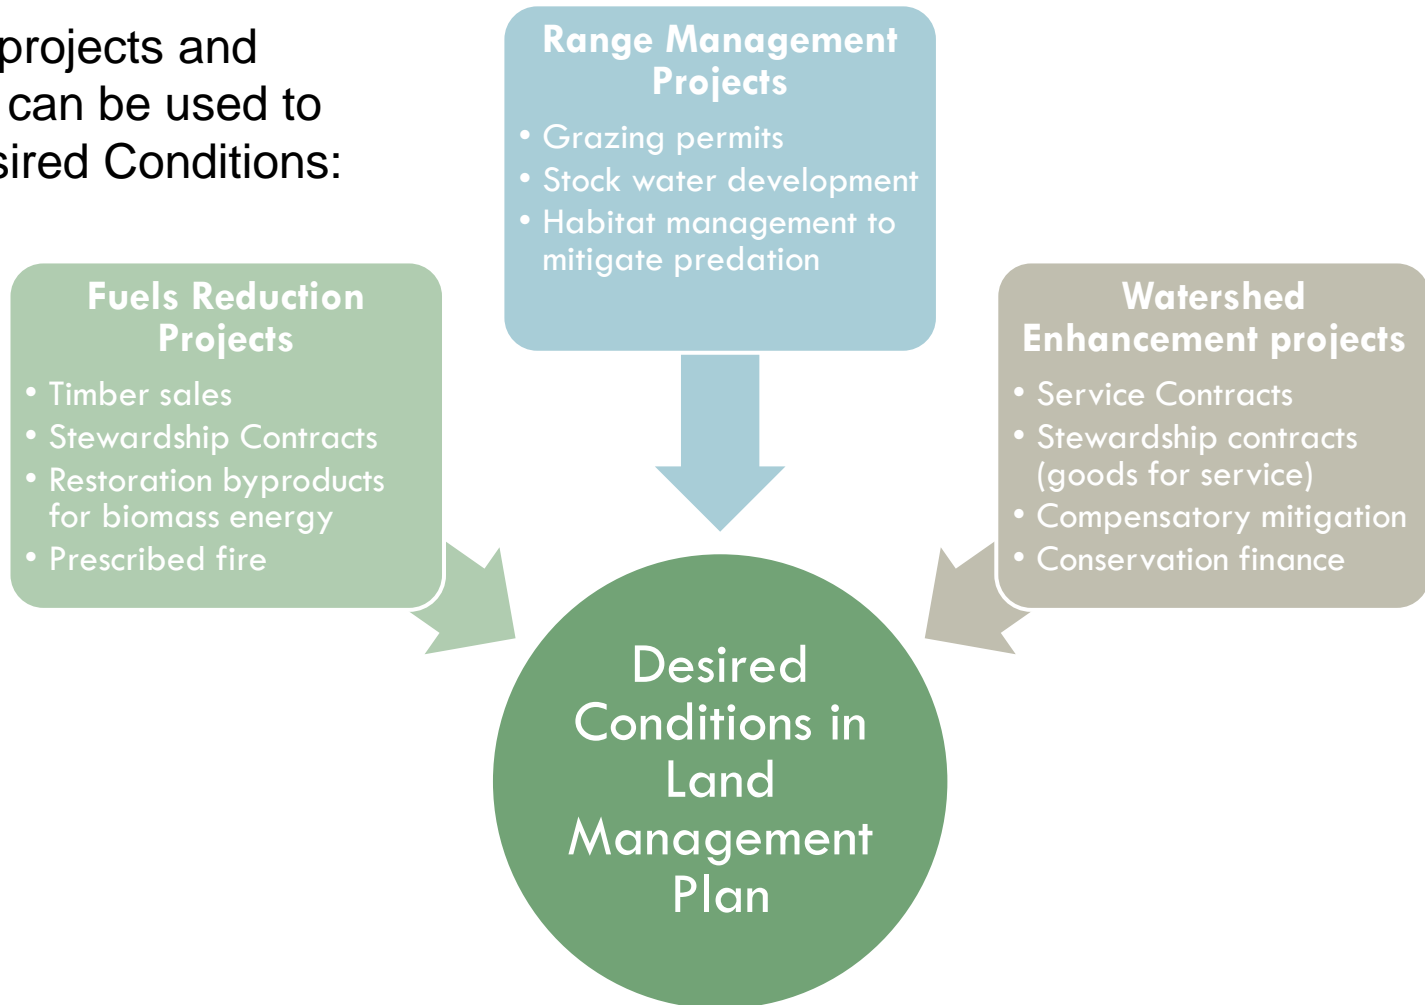 projects and
can be used to
sired Conditions:
Range Management
Projects
• Grazing permits
• Stock water development
• Habitat management to
mitigate predation
Fuels Reduction
Projects
• Timber sales
• Stewardship Contracts
• Restoration byproducts
for biomass energy
• Prescribed fire
Watershed
Enhancement projects
• Service Contracts
• Stewardship contracts
(goods for service)
• Compensatory mitigation
• Conservation finance
Desired
Conditions in
Land
Management
Plan